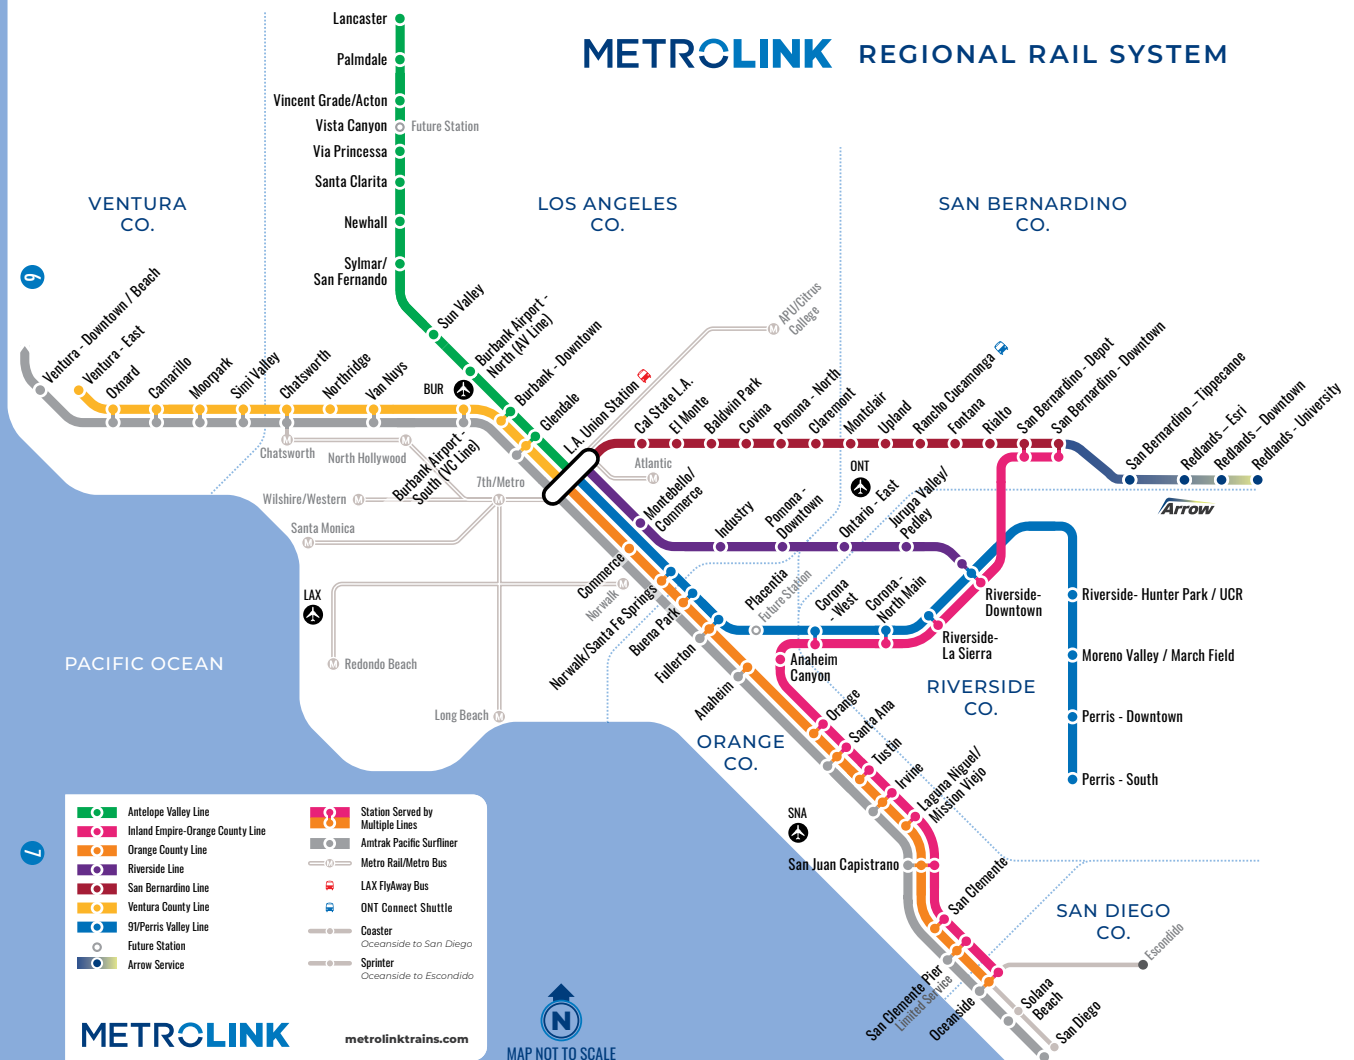 METROLINK REGIONAL RAIL SYSTEM
Lancaster
Palmdale
Vincent Grade/Acton
Vista Canyon
Future Station
Via Princessa
Santa Clarita
Newhall
Sylmar/
San Fernando
VENTURA
CO.
LOS ANGELES
CO.
SAN BERNARDINO
CO.
6
Ventura - Downtown / Beach
Ventura - East
Oxnard
Camarillo
Moorpark
Simi Valley
Chatsworth
Northridge
Van Nuys
BUR
Sun Valley
Burbank Airport -
North (AV Line)
Burbank - Downtown
Glendale
Burbank Airport -
South (VC Line)
L.A. Union Station
M
APU/Citrus
College
Cal State L.A.
El Monte
Baldwin Park
Covina
Pomona - North
Claremont
Montclair
Upland
Rancho Cucamonga
Fontana
Rialto
San Bernardino - Depot
San Bernardino - Downtown
San Bernardino – Tippecanoe
Redlands – Esri
Redlands – Downtown
Redlands - University
Arrow
M
Chatsworth
M
North Hollywood
Wilshire/Western
M
7th/Metro
M
Santa Monica
M
Atlantic
M
LAX
M
Redondo Beach
M
Norwalk
Long Beach
M
ONT
Montebello/
Commerce
Industry
Pomona -
Downtown
Ontario - East
Jurupa Valley/
Pedley
Riverside-
Downtown
Riverside-
La Sierra
Commerce
Norwalk/Santa Fe Springs
Buena Park
Fullerton
Anaheim
Placentia
Future Station
Corona
- West
Corona -
North Main
Anaheim
Canyon
Riverside- Hunter Park / UCR
Moreno Valley / March Field
Perris - Downtown
Perris - South
PACIFIC OCEAN
RIVERSIDE
CO.
ORANGE
CO.
Orange
Santa Ana
Tustin
Irvine
Laguna Niguel/
Mission Viejo
SNA
San Juan Capistrano
San Clemente
San Clemente Pier
Limited Service
Oceanside
SAN DIEGO
CO.
Escondido
Solana
Beach
San Diego
7
Antelope Valley Line
Inland Empire-Orange County Line
Orange County Line
Riverside Line
San Bernardino Line
Ventura County Line
91/Perris Valley Line
Future Station
Arrow Service
Station Served by
Multiple Lines
Amtrak Pacific Surfliner
M
Metro Rail/Metro Bus
LAX FlyAway Bus
ONT Connect Shuttle
Coaster
Oceanside to San Diego
Sprinter
Oceanside to Escondido
METROLINK
metrolinktrains.com
N
MAP NOT TO SCALE